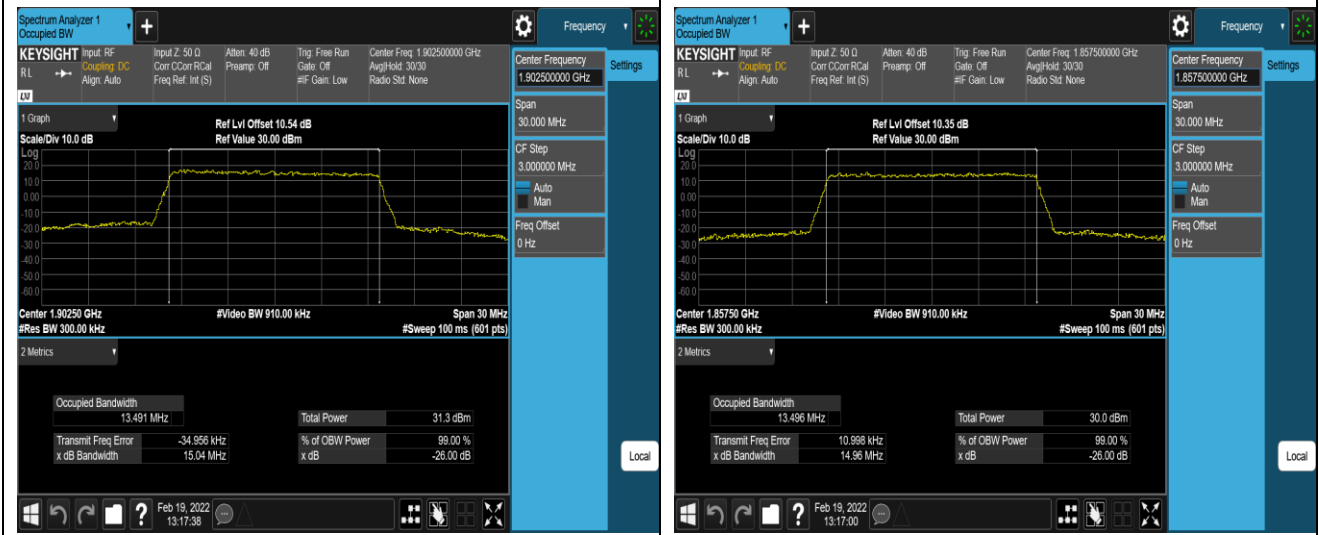 Spectrum Analyzer 1
Occupied BW
+
Frequency
KEYSIGHT Input: RF Input Z: 50 Ω Atten: 40 dB Trig: Free Run Center Freq: 1.902500000 GHz
RL Coupling: DC Corr CCorr RCal Preamp: Off Gate: Off Avg|Hold: 30/30
Align: Auto Freq Ref: Int (S) #IF Gain: Low Radio Std: None
LXI
Center Frequency
1.902500000 GHz
Settings
Span
30.000 MHz
CF Step
3.000000 MHz
Auto
Man
Freq Offset
0 Hz
Local
1 Graph
Ref Lvl Offset 10.54 dB
Scale/Div 10.0 dB Ref Value 30.00 dBm
Log
20.0
10.0
0.00
-10.0
-20.0
-30.0
-40.0
-50.0
-60.0
Center 1.90250 GHz #Video BW 910.00 kHz Span 30 MHz
#Res BW 300.00 kHz #Sweep 100 ms (601 pts)
2 Metrics
Occupied Bandwidth
13.491 MHz Total Power 31.3 dBm
Transmit Freq Error -34.956 kHz % of OBW Power 99.00 %
x dB Bandwidth 15.04 MHz x dB -26.00 dB
? Feb 19, 2022
13:17:38
Spectrum Analyzer 1
Occupied BW
+
Frequency
KEYSIGHT Input: RF Input Z: 50 Ω Atten: 40 dB Trig: Free Run Center Freq: 1.857500000 GHz
RL Coupling: DC Corr CCorr RCal Preamp: Off Gate: Off Avg|Hold: 30/30
Align: Auto Freq Ref: Int (S) #IF Gain: Low Radio Std: None
LXI
Center Frequency
1.857500000 GHz
Settings
Span
30.000 MHz
CF Step
3.000000 MHz
Auto
Man
Freq Offset
0 Hz
Local
1 Graph
Ref Lvl Offset 10.35 dB
Scale/Div 10.0 dB Ref Value 30.00 dBm
Log
20.0
10.0
0.00
-10.0
-20.0
-30.0
-40.0
-50.0
-60.0
Center 1.85750 GHz #Video BW 910.00 kHz Span 30 MHz
#Res BW 300.00 kHz #Sweep 100 ms (601 pts)
2 Metrics
Occupied Bandwidth
13.496 MHz Total Power 30.0 dBm
Transmit Freq Error 10.998 kHz % of OBW Power 99.00 %
x dB Bandwidth 14.96 MHz x dB -26.00 dB
? Feb 19, 2022
13:17:00